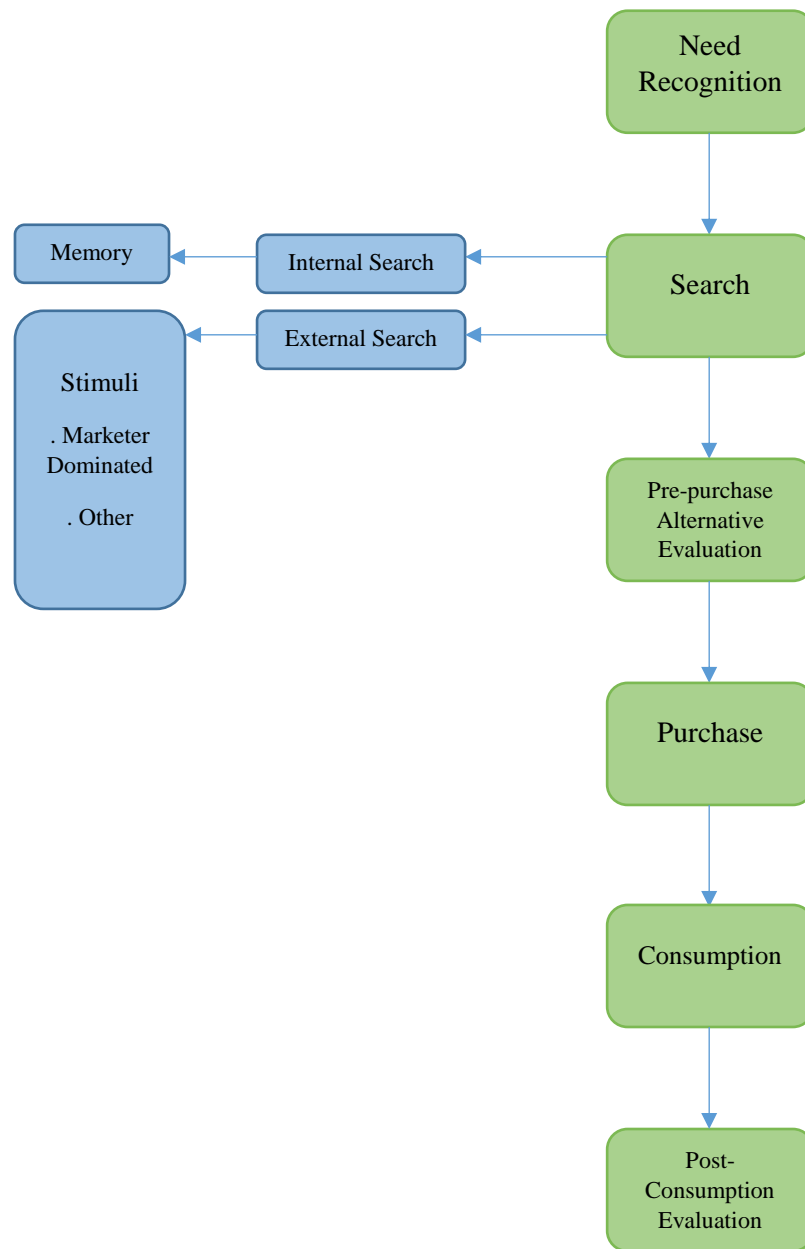 Need
Recognition
Memory
Internal Search
Search
External Search
Stimuli
. Marketer
Dominated
. Other
Pre-purchase
Alternative
Evaluation
Purchase
Consumption
Post-
Consumption
Evaluation